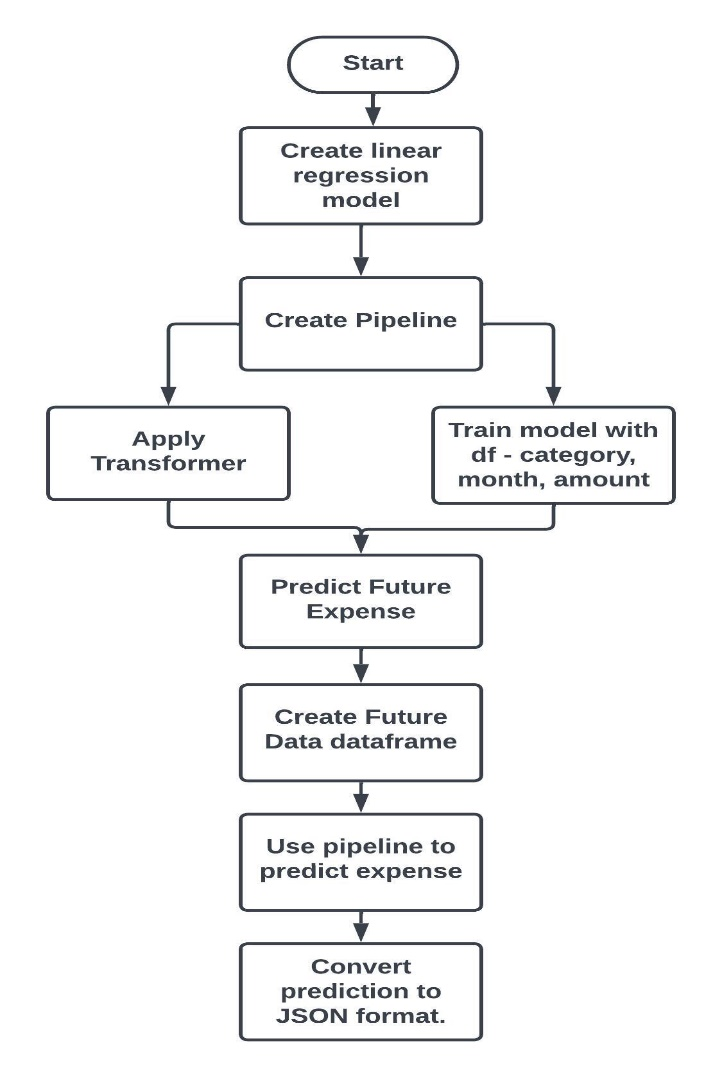 Start
Create linear
regression
model
Create Pipeline
Apply
Transformer
Train model with
df - category,
month, amount
Predict Future
Expense
Create Future
Data dataframe
Use pipeline to
predict expense
Convert
prediction to
JSON format.